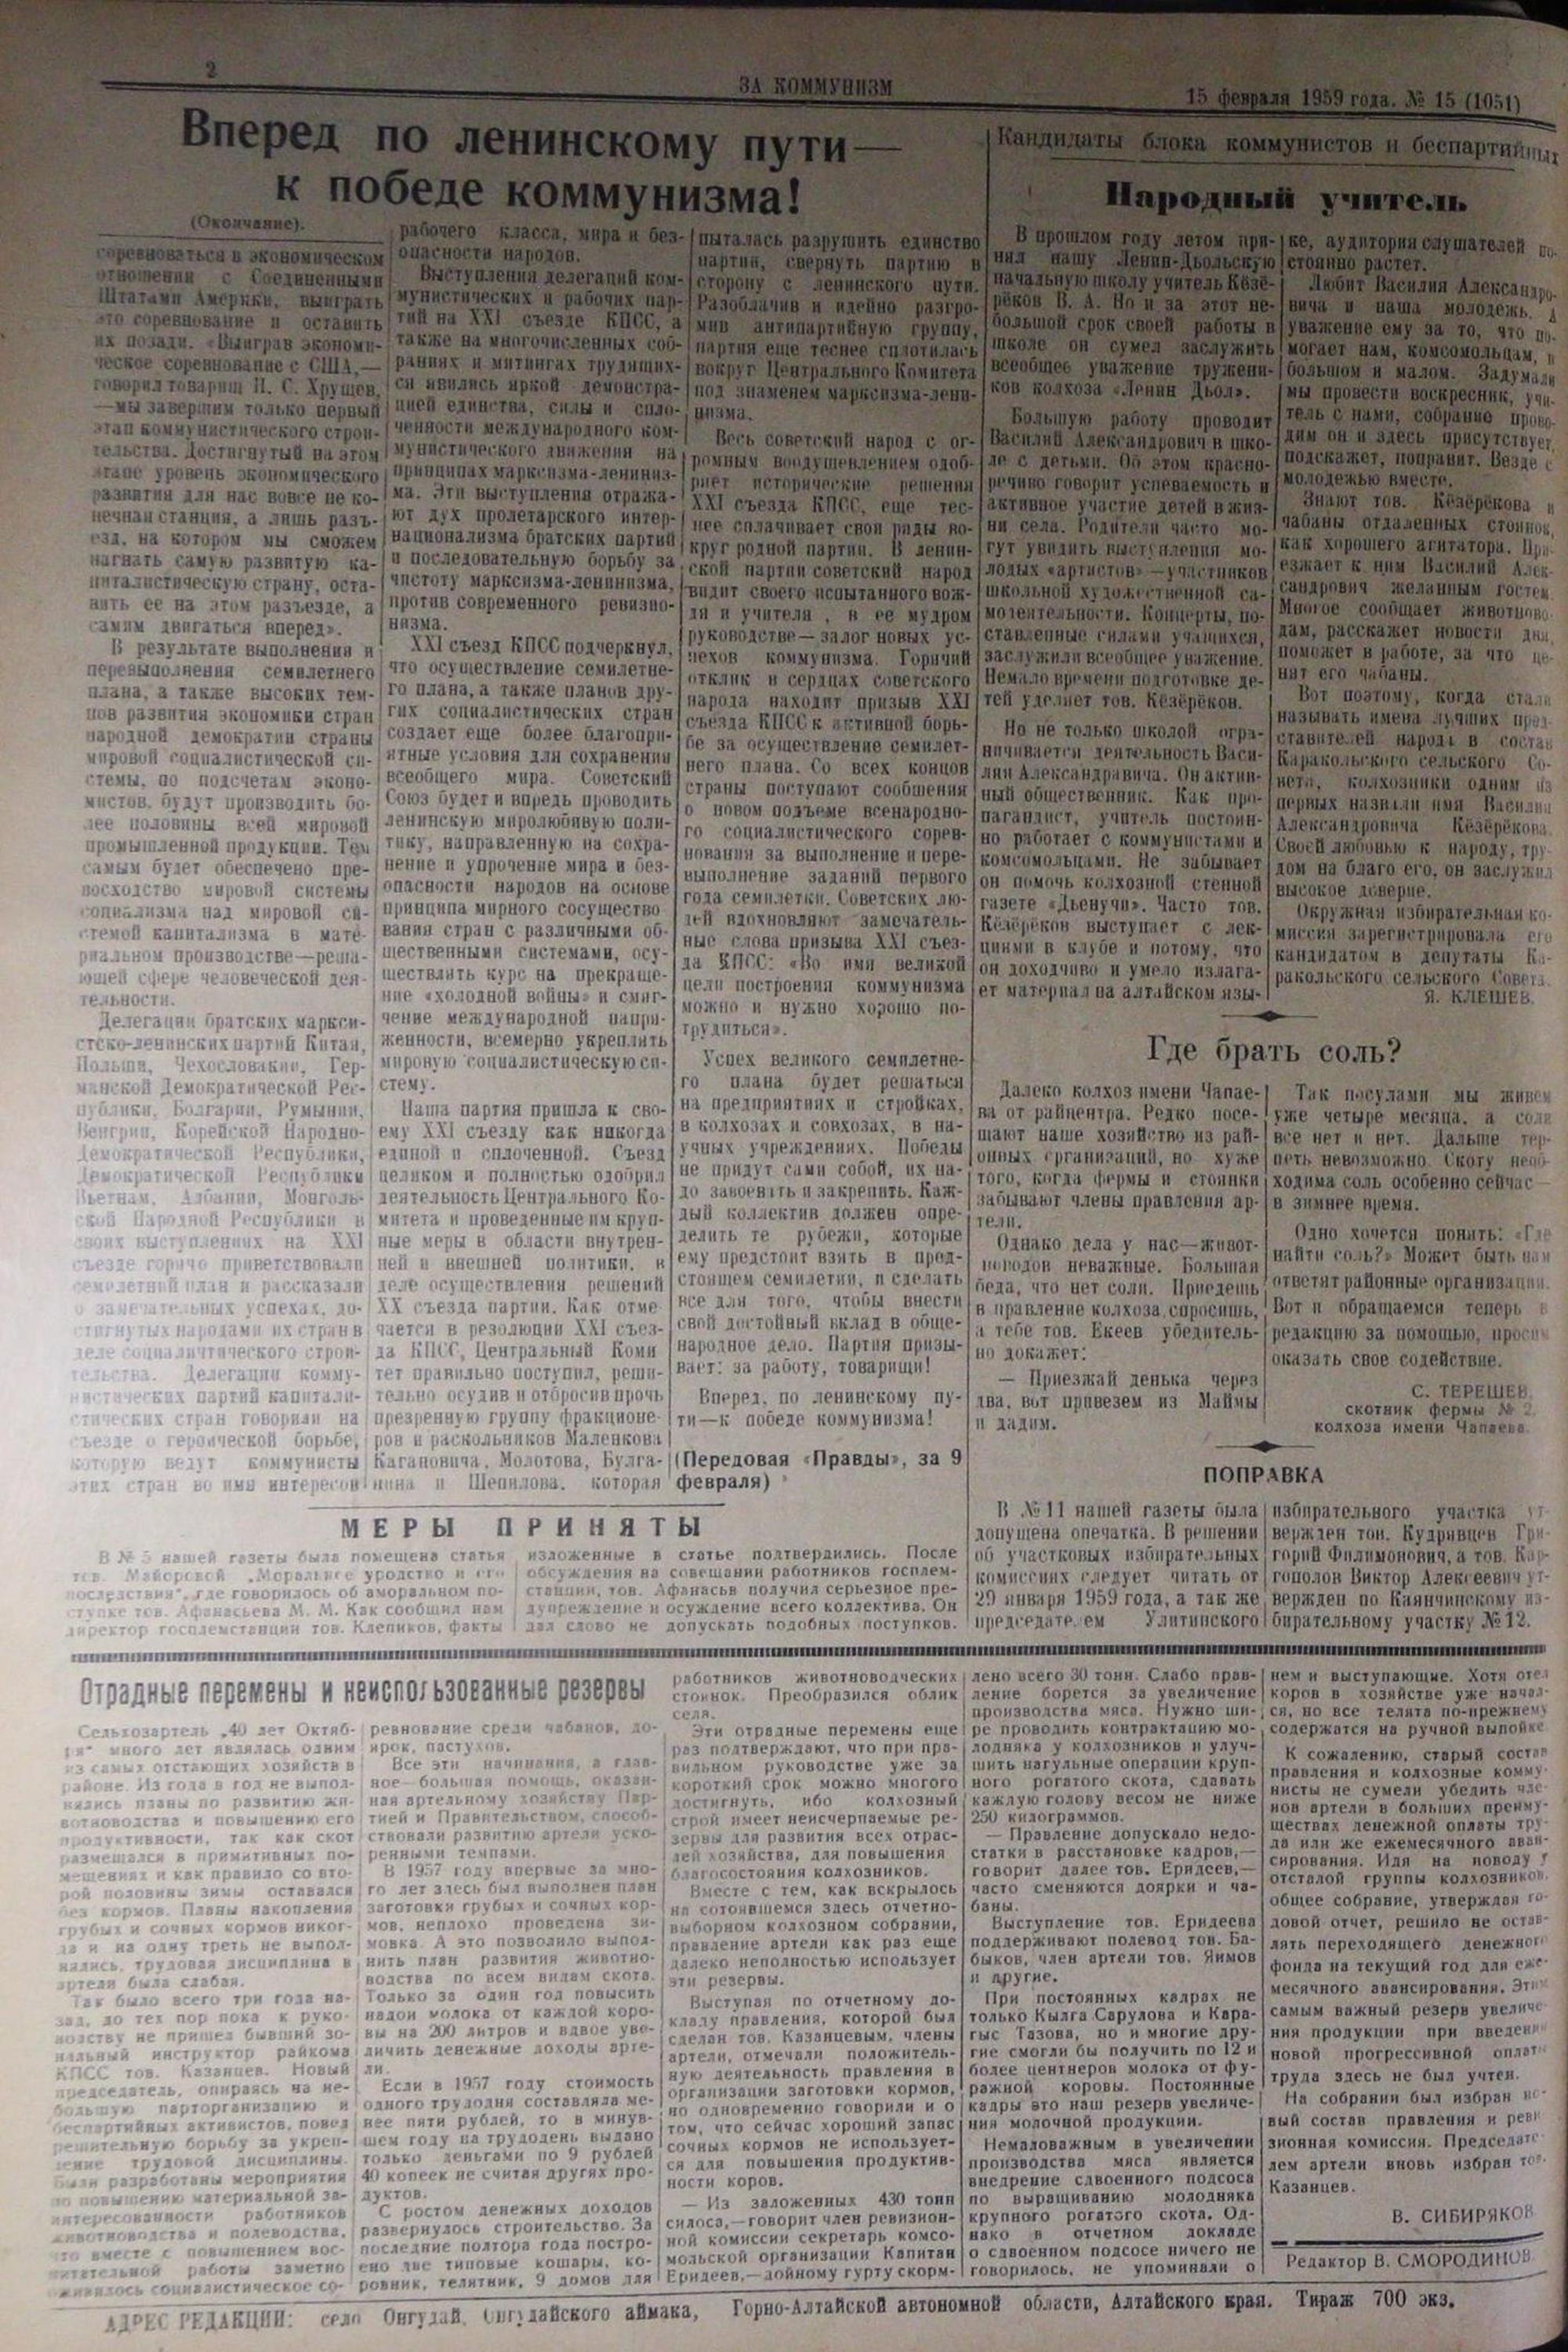 2
ЗА КОММУНИЗМ
15 февраля 1959 года. № 15 (1051)
Вперед по ленинскому пути—
к победе коммунизма!
(Окончание).
соревноваться в экономическом
отношении с Соединенными
Штатами Америки, выиграть
это соревнование и оставить
их позади. «Выиграв экономи-
ческое соревнование с США,—
говорил товарищ Н. С. Хрущев,
—мы завершим только первый
этап коммунистического строи-
тельства. Достигнутый на этом
этапе уровень экономического
развития для нас вовсе не ко-
нечная станция, а лишь разъ-
езд, на котором мы сможем
нагнать самую развитую ка-
питалистическую страну, оста-
вить ее на этом разъезде, а
самим двигаться вперед».
В результате выполнения и
перевыполнения семилетнего
плана, а также высоких тем-
пов развития экономики стран
народной демократии страны
мировой социалистической си-
стемы, по подсчетам эконо-
мистов, будут производить бо-
лее половины всей мировой
промышленной продукции. Тем
самым будет обеспечено пре-
восходство мировой системы
социализма над мировой си-
стемой капитализма в мате-
риальном производстве—реша-
ющей сфере человеческой дея-
тельности.
Делегации братских маркси-
стско-ленинских партий Китая,
Польши, Чехословакии, Гер-
манской Демократической Рес-
публики, Болгарии, Румынии,
Венгрии, Корейской Народно-
Демократической Республики,
Демократической Республики
Вьетнам, Албании, Монголь-
ской Народной Республики в
своих выступлениях на XXI
съезде горячо приветствовали
семилетний план и рассказали
о замечательных успехах, до-
стигнутых народами их стран в
деле социалистического строи-
тельства. Делегации комму-
нистических партий капитали-
стических стран говорили на
съезде о героической борьбе,
которую ведут коммунисты
этих стран во имя интересов
рабочего класса, мира и без-
опасности народов.
Выступления делегаций ком-
мунистических и рабочих пар-
тий на XXI съезде КПСС, а
также на многочисленных соб-
раниях и митингах трудящих-
ся явились яркой демонстра-
цией единства, силы и спло-
ченности международного ком-
мунистического движения на
принципах марксизма-лениниз-
ма. Эти выступления отража-
ют дух пролетарского интер-
национализма братских партий
и последовательную борьбу за
чистоту марксизма-ленинизма,
против современного ревизио-
низма.
XXI съезд КПСС подчеркнул,
что осуществление семилетне-
го плана, а также планов дру-
гих социалистических стран
создает еще более благопри-
ятные условия для сохранения
всеобщего мира. Советский
Союз будет и впредь проводить
ленинскую миролюбивую поли-
тику, направленную на сохра-
нение и упрочение мира и без-
опасности народов на основе
принципа мирного сосущество
вания стран с различными об-
щественными системами, осу-
ществлять курс на прекраще-
ние «холодной войны» и смяг-
чение международной напря-
женности, всемерно укреплять
мировую социалистическую си-
стему.
Наша партия пришла к сво-
ему XXI съезду как никогда
единой и сплоченной. Съезд
целиком и полностью одобрил
деятельность Центрального Ко-
митета и проведенные им круп-
ные меры в области внутрен-
ней и внешней политики, и
деле осуществления решений
XX съезда партии. Как отме
чается в резолюции XXI съез-
да КПСС, Центральный Коми
тет правильно поступил, реши-
тельно осудив и отбросив прочь
презренную группу фракционе-
ров и раскольников Маленкова
Кагановича, Молотова, Булга-
нина и Шепилова, которая
пыталась разрушить единство
партии, свернуть партию в
сторону с ленинского пути.
Разоблачив и идейно разгро-
мив антипартийную группу,
партия еще теснее сплотилась
вокруг Центрального Комитета
под знаменем марксизма-лени-
низма.
Весь советский народ с ог-
ромным воодушевлением одоб-
ряет исторические решения
XXI съезда КПСС, еще тес-
нее сплачивает свои ряды во-
круг родной партии. В ленин-
ской партии советский народ
видит своего испытанного вож-
дя и учителя , в ее мудром
руководстве—залог новых ус-
пехов коммунизма. Горячий
отклик в сердцах советского
народа находит призыв XXI
съезда КПСС к активной борь-
бе за осуществление семилет-
него плана. Со всех концов
страны поступают сообщения
о новом подъеме всенародно-
го социалистического сорев-
нования за выполнение и пере-
выполнение заданий первого
года семилетки. Советских лю-
дей вдохновляют замечатель-
ные слова призыва XXI съез-
да КПСС: «Во имя великой
цели построения коммунизма
можно и нужно хорошо по-
трудиться».
Успех великого семилетне-
го плана будет решаться
на предприятиях и стройках,
в колхозах и совхозах, в на-
учных учреждениях. Победы
не придут сами собой, их на-
до завоевать и закрепить. Каж-
дый коллектив должен опре-
делить те рубежи, которые
ему предстоит взять в пред-
стоящем семилетии, и сделать
все для того, чтобы внести
свой достойный вклад в обще-
народное дело. Партия призы-
вает: за работу, товарищи!
Вперед, по ленинскому пу-
ти—к победе коммунизма!
(Передовая «Правды», за 9
февраля)
Кандидаты блока коммунистов и беспартийных
Народный учитель
В прошлом году летом при-
нял нашу Ленин-Дьольскую
начальную школу учитель Кёзё-
рёков В. А. Но и за этот не-
большой срок своей работы в
школе он сумел заслужить
всеобщее уважение тружени-
ков колхоза «Ленин Дьол».
Большую работу проводит
Василий Александрович в шко-
ле с детьми. Об этом красно-
речиво говорит успеваемость и
активное участие детей в жиз-
ни села. Родители часто мо-
гут увидеть выступления мо-
лодых «артистов»—участников
школьной художественной са-
модеятельности. Концерты, по-
ставленные силами учащихся,
заслужили всеобщее уважение.
Немало времени подготовке де-
тей уделяет тов. Кёзёрёков.
Но не только школой огра-
ничивается деятельность Васи-
лия Александравича. Он актив-
ный общественник. Как про-
пагандист, учитель постоян-
но работает с коммунистами и
комсомольцами. Не забывает
он помочь колхозной стенной
газете «Дьенучи». Часто тов.
Кёзёрёков выступает с лек-
циями в клубе и потому, что
он доходчиво и умело излага-
ет материал на алтайском язы-
ке, аудитория слушателей по-
стоянно растет.
Любит Василия Александро-
вича и наша молодежь. А
уважение ему за то, что по-
могает нам, комсомольцам, в
большом и малом. Задумали
мы провести воскресник, учи-
тель с нами, собрание прово-
дим он и здесь присутствует,
подскажет, поправит. Везде с
молодежью вместе.
Знают тов. Кёзёрёкова и
чабаны отдаленных стоянок,
как хорошего агитатора. При-
езжает к ним Василий Алек-
сандрович желанным гостем.
Многое сообщает животново-
дам, расскажет новости дня,
поможет в работе, за что це-
нят его чабаны.
Вот поэтому, когда стали
называть имена лучших пред-
ставителей народа в состав
Каракольского сельского Со-
вета, колхозники одним из
первых назвали имя Василия
Александровича Кёзёрёкова.
Своей любовью к народу, тру-
дом на благо его, он заслужил
высокое доверие.
Окружная избирательная ко-
миссия зарегистрировала его
кандидатом в депутаты Ка-
ракольского сельского Совета.
Я. КЛЕШЕВ.
Где брать соль?
Далеко колхоз имени Чапае-
ва от райцентра. Редко посе-
щают наше хозяйство из рай-
онных организаций, но хуже
того, когда фермы и стоянки
забывают члены правления ар-
тели.
Однако дела у нас—живот-
новодов неважные. Большая
беда, что нет соли. Приедешь
в правление колхоза, спросишь,
а тебе тов. Екеев убедитель-
но докажет:
— Приезжай денька через
два, вот привезем из Маймы
и дадим.
Так посулами мы живем
уже четыре месяца, а соли
все нет и нет. Дальше тер-
петь невозможно. Скоту необ-
ходима соль особенно сейчас—
в зимнее время.
Одно хочется понять: «Где
найти соль?» Может быть нам
ответят районные организации.
Вот и обращаемся теперь в
редакцию за помощью, просим
оказать свое содействие.
С. ТЕРЕШЕВ,
скотник фермы № 2,
колхоза имени Чапаева.
ПОПРАВКА
В № 11 нашей газеты была
допущена опечатка. В решении
об участковых избирательных
комиссиях следует читать от
29 января 1959 года, а так же
председателем Улитинского
избирательного участка ут-
вержден тов. Кудрявцев Гри-
горий Филимонович, а тов. Кар-
гополов Виктор Алексеевич ут-
вержден по Каянчинскому из-
бирательному участку № 12.
МЕРЫ ПРИНЯТЫ
В № 5 нашей газеты была помещена статья
тов. Майорской „Моральное уродство и его
последствия", где говорилось об аморальном по-
ступке тов. Афанасьева М. М. Как сообщил нам
директор госплемстанции тов. Клепиков, факты
изложенные в статье подтвердились. После
обсуждения на совещании работников госплем-
станции, тов. Афанасьв получил серьезное пре-
дупреждение и осуждение всего коллектива. Он
дал слово не допускать подобных поступков.
Отрадные перемены и неиспользованные резервы
Сельхозартель „40 лет Октяб-
ря" много лет являлась одним
из самых отстающих хозяйств в
районе. Из года в год не выпол-
нялись планы по развитию жи-
вотноводства и повышению его
продуктивности, так как скот
размещался в примитивных по-
мещениях и как правило со вто-
рой половины зимы оставался
без кормов. Планы накопления
грубых и сочных кормов никог-
да и на одну треть не выпол-
нялись, трудовая дисциплина в
артели была слабая.
Так было всего три года на-
зад, до тех пор пока к руко-
водству не пришел бывший зо-
нальный инструктор райкома
КПСС тов. Казанцев. Новый
председатель, опираясь на не-
большую парторганизацию и
беспартийных активистов, повел
решительную борьбу за укреп-
ление трудовой дисциплины.
Были разработаны мероприятия
по повышению материальной за-
интересованности работников
животноводства и полеводства,
что вместе с повышением вос-
питательной работы заметно
оживилось социалистическое со-
ревнование среди чабанов, до-
ярок, пастухов.
Все эти начинания, а глав-
ное—большая помощь, оказан-
ная артельному хозяйству Пар-
тией и Правительством, способ-
ствовали развитию артели уско-
ренными темпами.
В 1957 году впервые за мно-
го лет здесь был выполнен план
заготовки грубых и сочных кор-
мов, неплохо проведена зи-
мовка. А это позволило выпол-
нить план развития животно-
водства по всем видам скота.
Только за один год повысить
надои молока от каждой коро-
вы на 200 литров и вдвое уве-
личить денежные доходы арте-
ли.
Если в 1957 году стоимость
одного трудодня составляла ме-
нее пяти рублей, то в минув-
шем году на трудодень выдано
только деньгами по 9 рублей
40 копеек не считая других про-
дуктов.
С ростом денежных доходов
развернулось строительство. За
последние полтора года постро-
ено две типовые кошары, ко-
ровник, телятник, 9 домов для
работников животноводческих
стоянок. Преобразился облик
села.
Эти отрадные перемены еще
раз подтверждают, что при пра-
вильном руководстве уже за
короткий срок можно многого
достигнуть, ибо колхозный
строй имеет неисчерпаемые ре-
зервы для развития всех отрас-
лей хозяйства, для повышения
благосостояния колхозников.
Вместе с тем, как вскрылось
на сотоявшемся здесь отчетно-
выборном колхозном собрании,
правление артели как раз еще
далеко неполностью использует
эти резервы.
Выступая по отчетному до-
кладу правления, которой был
сделан тов. Казанцевым, члены
артели, отмечали положитель-
ную деятельность правления в
организации заготовки кормов,
но одновременно говорили и о
том, что сейчас хороший запас
сочных кормов не использует-
ся для повышения продуктив-
ности коров.
— Из заложенных 430 тонн
силоса,—говорит член ревизион-
ной комиссии секретарь комсо-
мольской организации Капитан
Еридеев,—дойному гурту скорм-
лено всего 30 тонн. Слабо прав-
ление борется за увеличение
производства мяса. Нужно ши-
ре проводить контрактацию мо-
лодняка у колхозников и улуч-
шить нагульные операции круп-
ного рогатого скота, сдавать
каждую голову весом не ниже
250 килограммов.
— Правление допускало недо-
статки в расстановке кадров,—
говорит далее тов. Еридеев,—
часто сменяются доярки и ча-
баны.
Выступление тов. Еридеева
поддерживают полевод тов. Ба-
быков, член артели тов. Яимов
и другие.
При постоянных кадрах не
только Кылга Сарулова и Кара-
гыс Тазова, но и многие дру-
гие смогли бы получить по 12 и
более центнеров молока от фу-
ражной коровы. Постоянные
кадры это наш резерв увеличе-
ния молочной продукции.
Немаловажным в увеличении
производства мяса является
внедрение сдвоенного подсоса
по выращиванию молодняка
крупного рогатого скота. Од-
нако в отчетном докладе
о сдвоенном подсосе ничего не
говорилось, не упоминали о
нем и выступающие. Хотя отел
коров в хозяйстве уже начал-
ся, но все телята по-прежнему
содержатся на ручной выпойке
К сожалению, старый состав
правления и колхозные комму-
нисты не сумели убедить чле-
нов артели в больших преиму-
ществах денежной оплаты тру-
да или же ежемесячного аван-
сирования. Идя на поводу у
отсталой группы колхозников,
общее собрание, утверждая го-
довой отчет, решило не остав-
лять переходящего денежного
фонда на текущий год для еже-
месячного авансирования. Этим
самым важный резерв увеличе-
ния продукции при введении
новой прогрессивной оплаты
труда здесь не был учтен.
На собрании был избран но-
вый состав правления и реви-
зионная комиссия. Председате-
лем артели вновь избран тов.
Казанцев.
В. СИБИРЯКОВ
Редактор В. СМОРОДИНОВ
АДРЕС РЕДАКЦИИ: село Онгудай, Онгудайского аймака, Горно-Алтайской автономной области, Алтайского края. Тираж 700 экз.